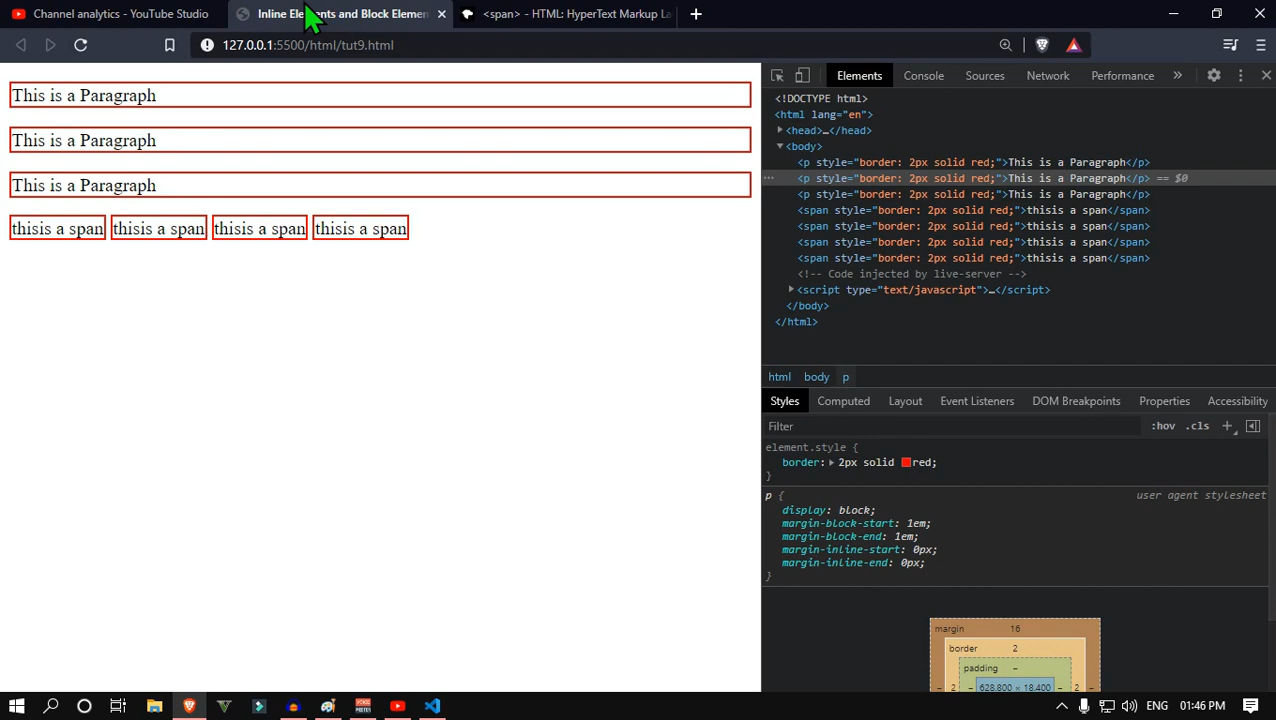 Channel analytics - YouTube Studio
Inline Elements and Block Elemen
<span> - HTML: HyperText Markup La
127.0.0.1:5500/html/tut9.html
This is a Paragraph
This is a Paragraph
This is a Paragraph
thisis a span thisis a span thisis a span thisis a span
Elements Console Sources Network Performance
<!DOCTYPE html>
<html lang="en">
<head>…</head>
<body>
<p style="border: 2px solid red;">This is a Paragraph</p>
<p style="border: 2px solid red;">This is a Paragraph</p> == $0
<p style="border: 2px solid red;">This is a Paragraph</p>
<span style="border: 2px solid red;">thisis a span</span>
<span style="border: 2px solid red;">thisis a span</span>
<span style="border: 2px solid red;">thisis a span</span>
<span style="border: 2px solid red;">thisis a span</span>
<!-- Code injected by live-server -->
<script type="text/javascript">…</script>
</body>
</html>
html body p
Styles Computed Layout Event Listeners DOM Breakpoints Properties Accessibility
Filter :hov .cls
element.style {
border: 2px solid red;
}
p { user agent stylesheet
display: block;
margin-block-start: 1em;
margin-block-end: 1em;
margin-inline-start: 0px;
margin-inline-end: 0px;
}
margin 16
border 2
padding –
– 2 – 628.800 × 18.400 – 2 –
ENG 01:46 PM